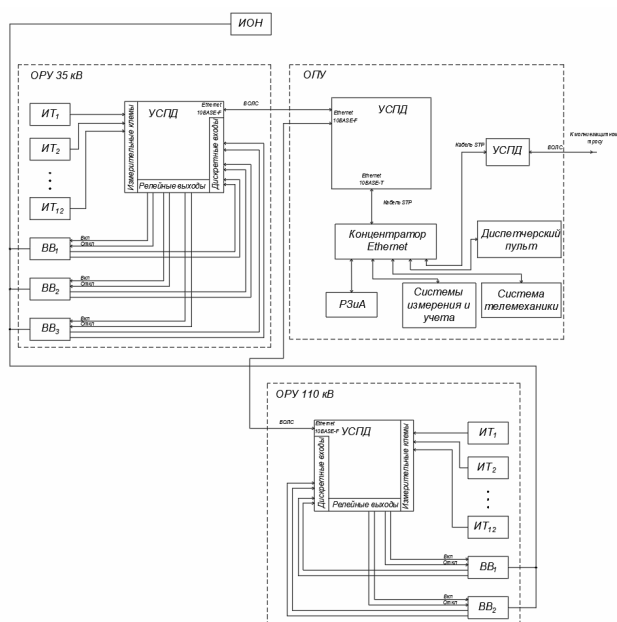 ИОН
ОРУ 35 кВ
ИТ1
ИТ2
ИТ12
Измерительные клемы
УСПД
Ethernet
10BASE-F
Дискретные входы
Релейные выходы
ВОЛС
ВВ1
Вкл
Откл
ВВ2
Вкл
Откл
ВВ3
Вкл
Откл
ОПУ
Ethernet
10BASE-F
УСПД
Ethernet
10BASE-T
Кабель STP
Кабель STP
УСПД
ВОЛС
тросу
Концентратор
Ethernet
Диспетчерский
пульт
РЗиА
Системы
измерения и
учета
Система
телемеханики
ОРУ 110 кВ
ВОЛС
Ethernet
10BASE-F
УСПД
Дискретные входы
Измерительные клемы
Релейные выходы
ИТ1
ИТ2
ИТ12
Вкл
Откл
ВВ1
Вкл
Откл
ВВ2